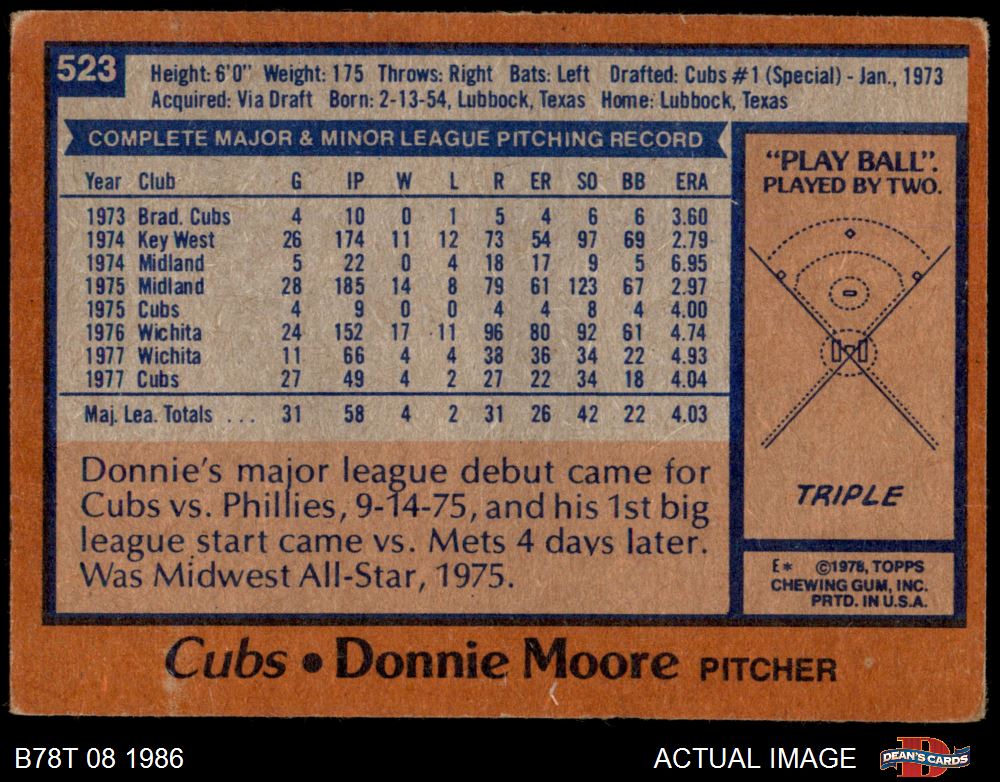 523
Height: 6'0" Weight: 175 Throws: Right Bats: Left Drafted: Cubs #1 (Special) - Jan., 1973
Acquired: Via Draft Born: 2-13-54, Lubbock, Texas Home: Lubbock, Texas
COMPLETE MAJOR & MINOR LEAGUE PITCHING RECORD
Year Club G IP W L R ER SO BB ERA
1973 Brad. Cubs 4 10 0 1 5 4 6 6 3.60
1974 Key West 26 174 11 12 73 54 97 69 2.79
1974 Midland 5 22 0 4 18 17 9 5 6.95
1975 Midland 28 185 14 8 79 61 123 67 2.97
1975 Cubs 4 9 0 0 4 4 8 4 4.00
1976 Wichita 24 152 17 11 96 80 92 61 4.74
1977 Wichita 11 66 4 4 38 36 34 22 4.93
1977 Cubs 27 49 4 2 27 22 34 18 4.04
Maj. Lea. Totals ... 31 58 4 2 31 26 42 22 4.03
Donnie's major league debut came for
Cubs vs. Phillies, 9-14-75, and his 1st big
league start came vs. Mets 4 days later.
Was Midwest All-Star, 1975.
"PLAY BALL".
PLAYED BY TWO.
TRIPLE
E* ©1978, TOPPS
CHEWING GUM, INC.
PRTD. IN U.S.A.
Cubs • Donnie Moore PITCHER
B78T 08 1986
ACTUAL IMAGE
D
DEAN'S CARDS